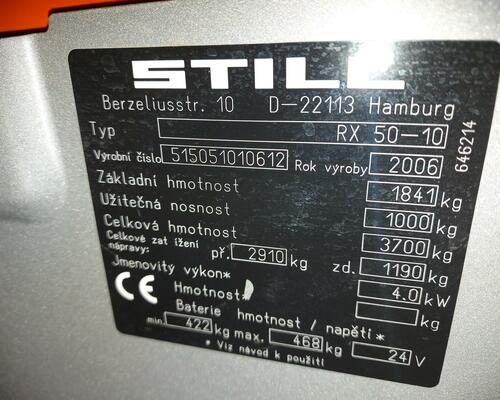 STILL
Berzeliusstr. 10 D-22113 Hamburg
Typ RX 50-10
Výrobní číslo 515051010612 Rok výroby 2006
Základní hmotnost 1841 kg
Užitečná nosnost 1000 kg
Celková hmotnost 3700 kg
Celkové zat ížení
nápravy: př. 2910 kg zd. 1190 kg
Jmenovitý výkon* 4.0 kW
CE Hmotnost* kg
Baterie hmotnost / napětí *
min. 422 kg max. 468 kg 24 V
* Viz návod k použití
646214